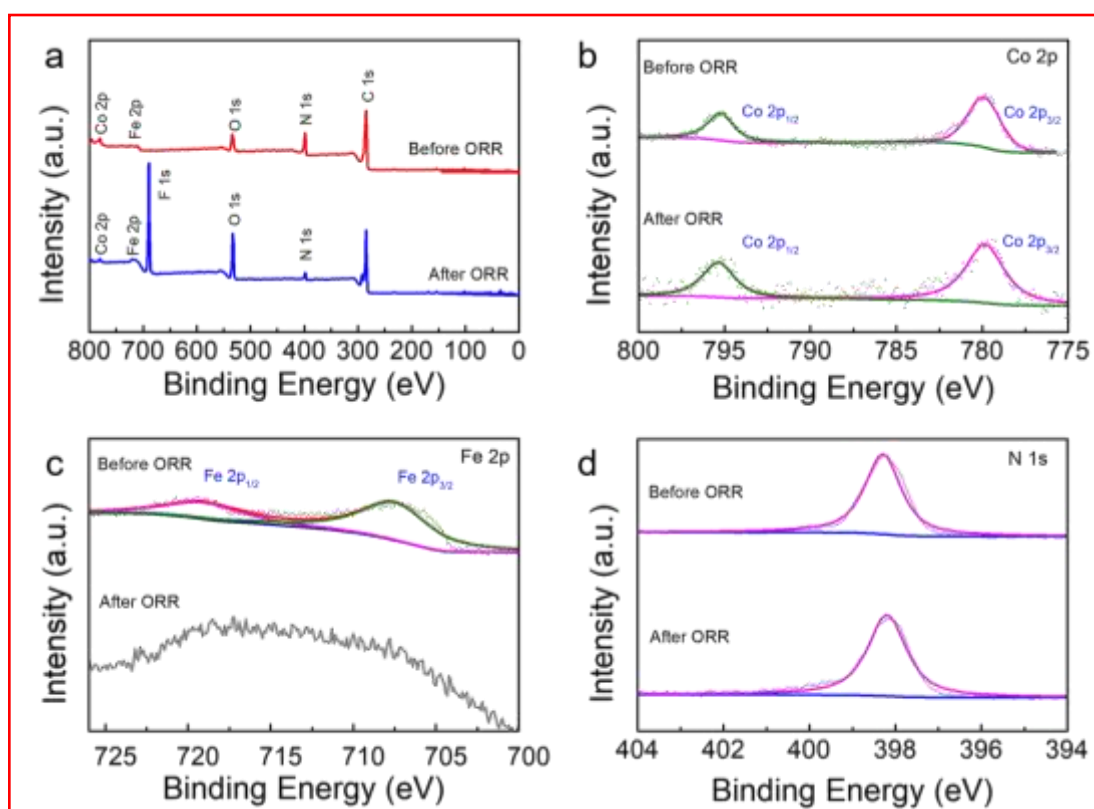 a
Co 2p
Fe 2p
O 1s
N 1s
C 1s
Before ORR
Co 2p
Fe 2p
F 1s
O 1s
N 1s
After ORR
Intensity (a.u.)
800 700 600 500 400 300 200 100 0
Binding Energy (eV)
b
Co 2p
Before ORR
Co 2p1/2
Co 2p3/2
After ORR
Co 2p1/2
Co 2p3/2
Intensity (a.u.)
800 795 790 785 780 775
Binding Energy (eV)
c
Fe 2p
Before ORR
Fe 2p1/2
Fe 2p3/2
After ORR
Intensity (a.u.)
725 720 715 710 705 700
Binding Energy (eV)
d
N 1s
Before ORR
After ORR
Intensity (a.u.)
404 402 400 398 396 394
Binding Energy (eV)